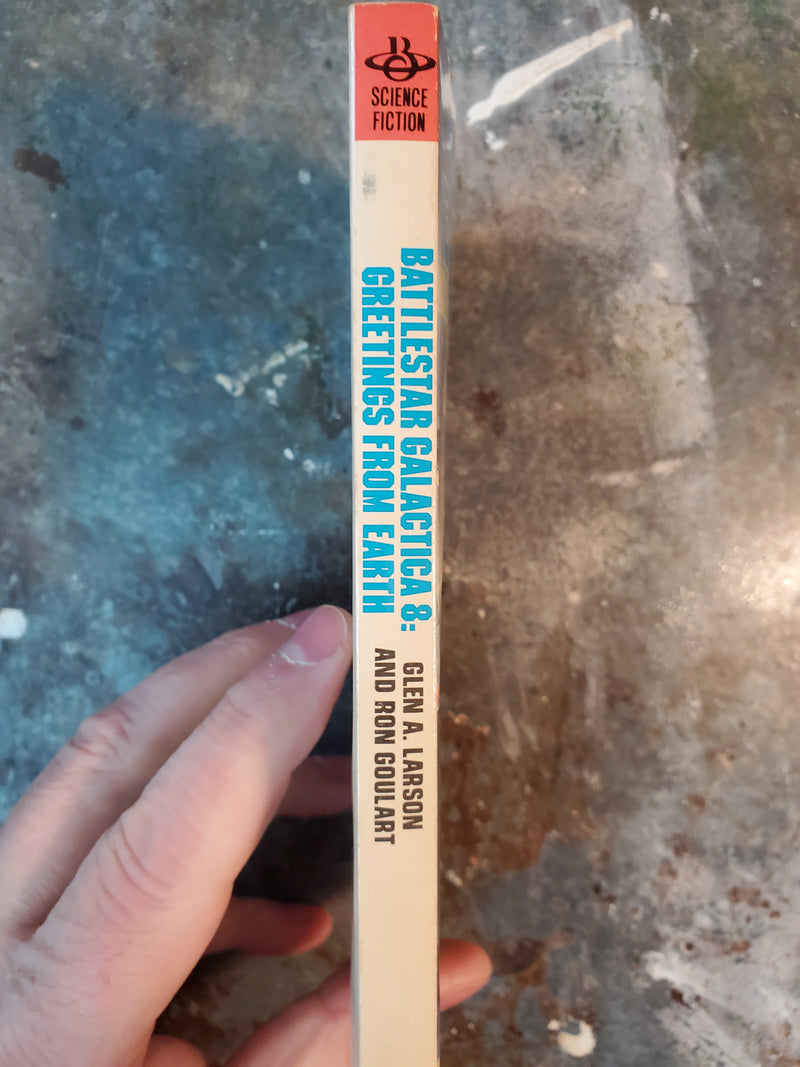 B
SCIENCE
FICTION
BATTLESTAR GALACTICA 8:
GREETINGS FROM EARTH
GLEN A. LARSON
AND RON GOULART